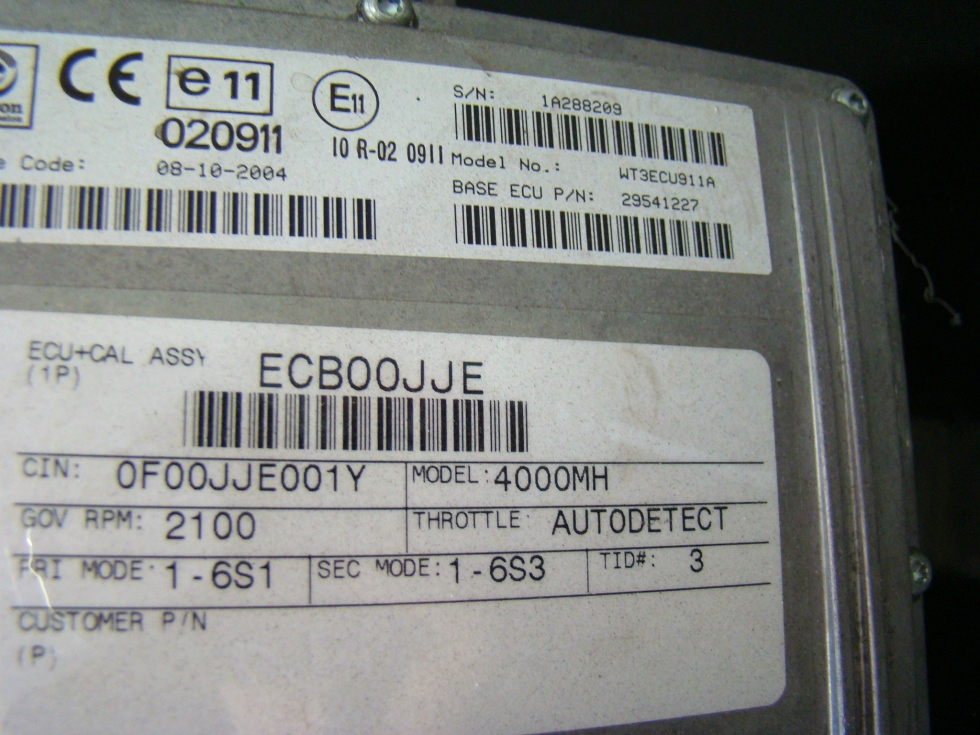 CE e11 E11 S/N: 1A288209
020911 10 R-02 0911 Model No.: WT3ECU911A
Code: 08-10-2004
BASE ECU P/N: 29541227
ECU+CAL ASSY ECB00JJE
(1P)
CIN: 0F00JJE001Y MODEL: 4000MH
GOV RPM: 2100 THROTTLE: AUTODETECT
PRI MODE: 1-6S1 SEC MODE: 1-6S3 TID#: 3
CUSTOMER P/N
(P)